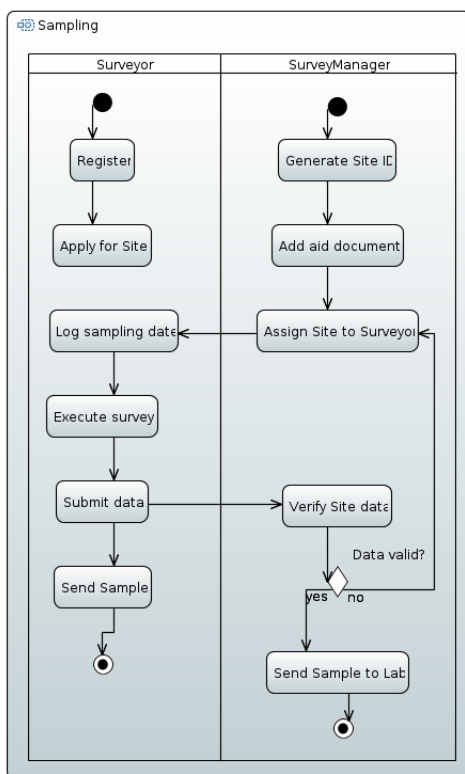 Sampling
Surveyor
SurveyManager
Register
Generate Site ID
Apply for Site
Add aid document
Log sampling date
Assign Site to Surveyor
Execute survey
Submit data
Verify Site data
Data valid?
Send Sample
yes
no
Send Sample to Lab